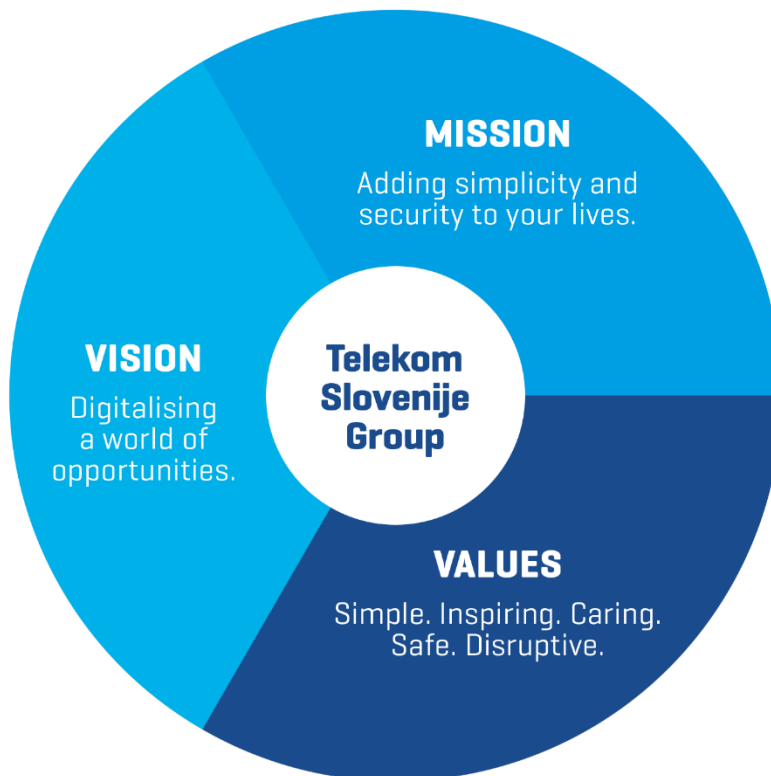 MISSION
Adding simplicity and
security to your lives.
VISION
Digitalising
a world of
opportunities.
Telekom
Slovenije
Group
VALUES
Simple. Inspiring. Caring.
Safe. Disruptive.